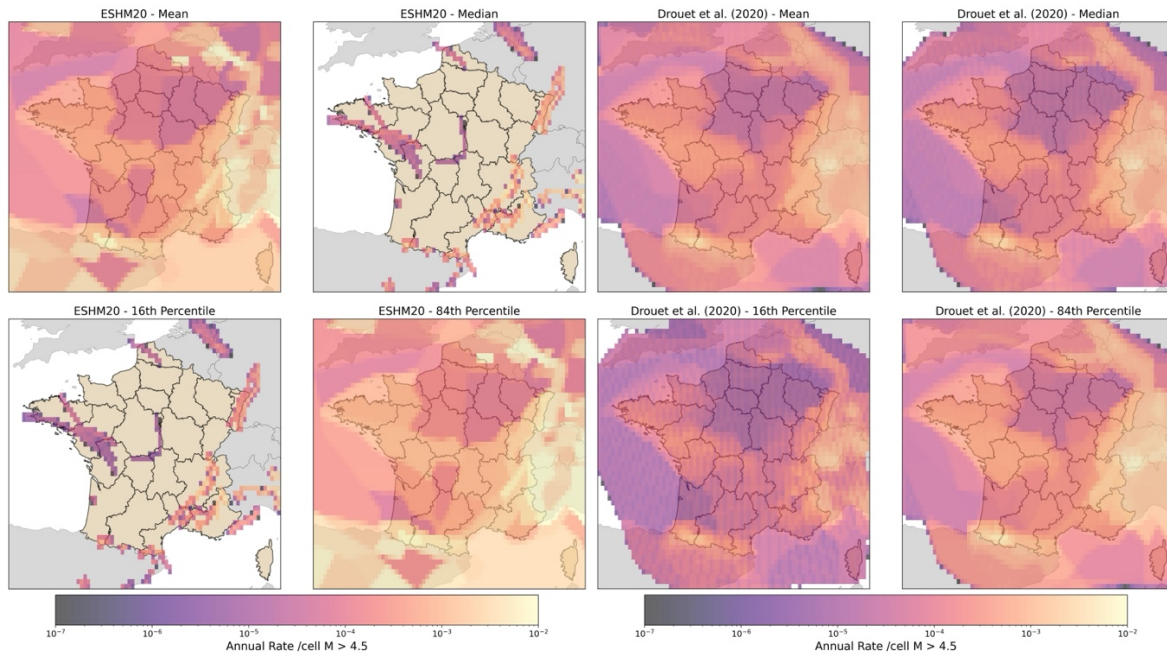 ESHM20 - Mean
ESHM20 - Median
Drouet et al. (2020) - Mean
Drouet et al. (2020) - Median
ESHM20 - 16th Percentile
ESHM20 - 84th Percentile
Drouet et al. (2020) - 16th Percentile
Drouet et al. (2020) - 84th Percentile
10⁻⁷ 10⁻⁶ 10⁻⁵ 10⁻⁴ 10⁻³ 10⁻²
Annual Rate /cell M > 4.5
10⁻⁷ 10⁻⁶ 10⁻⁵ 10⁻⁴ 10⁻³ 10⁻²
Annual Rate /cell M > 4.5